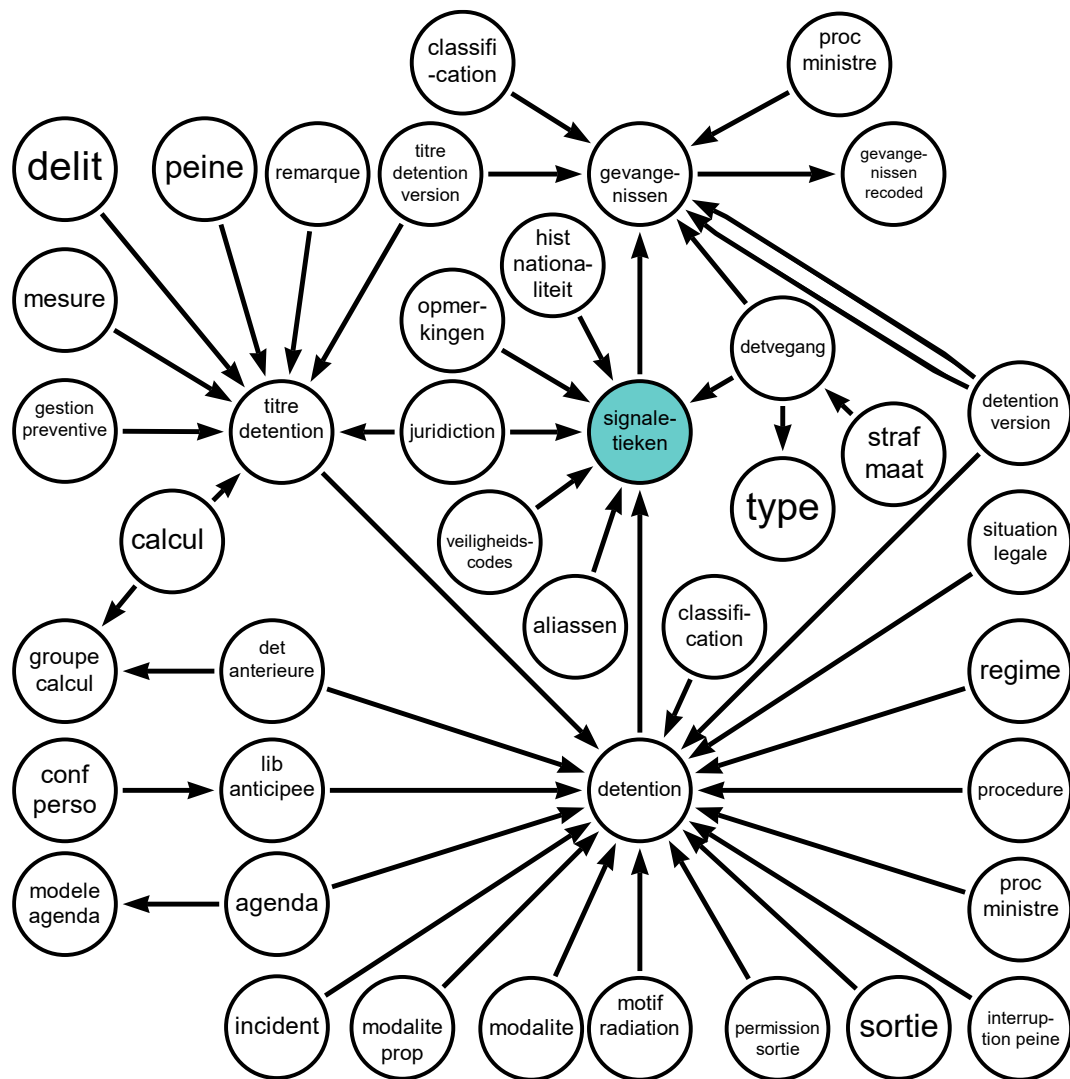 classifi
-cation
proc
ministre
delit
peine
remarque
titre
detention
version
gevange-
nissen
gevange-
nissen
recoded
hist
nationa-
liteit
mesure
opmer-
kingen
detvegang
gestion
preventive
titre
detention
juridiction
signale-
tieken
detention
version
straf
maat
type
calcul
veiligheids-
codes
situation
legale
aliassen
classifi-
cation
groupe
calcul
det
anterieure
regime
conf
perso
lib
anticipee
detention
procedure
modele
agenda
agenda
proc
ministre
incident
modalite
prop
modalite
motif
radiation
permission
sortie
sortie
interrup-
tion peine